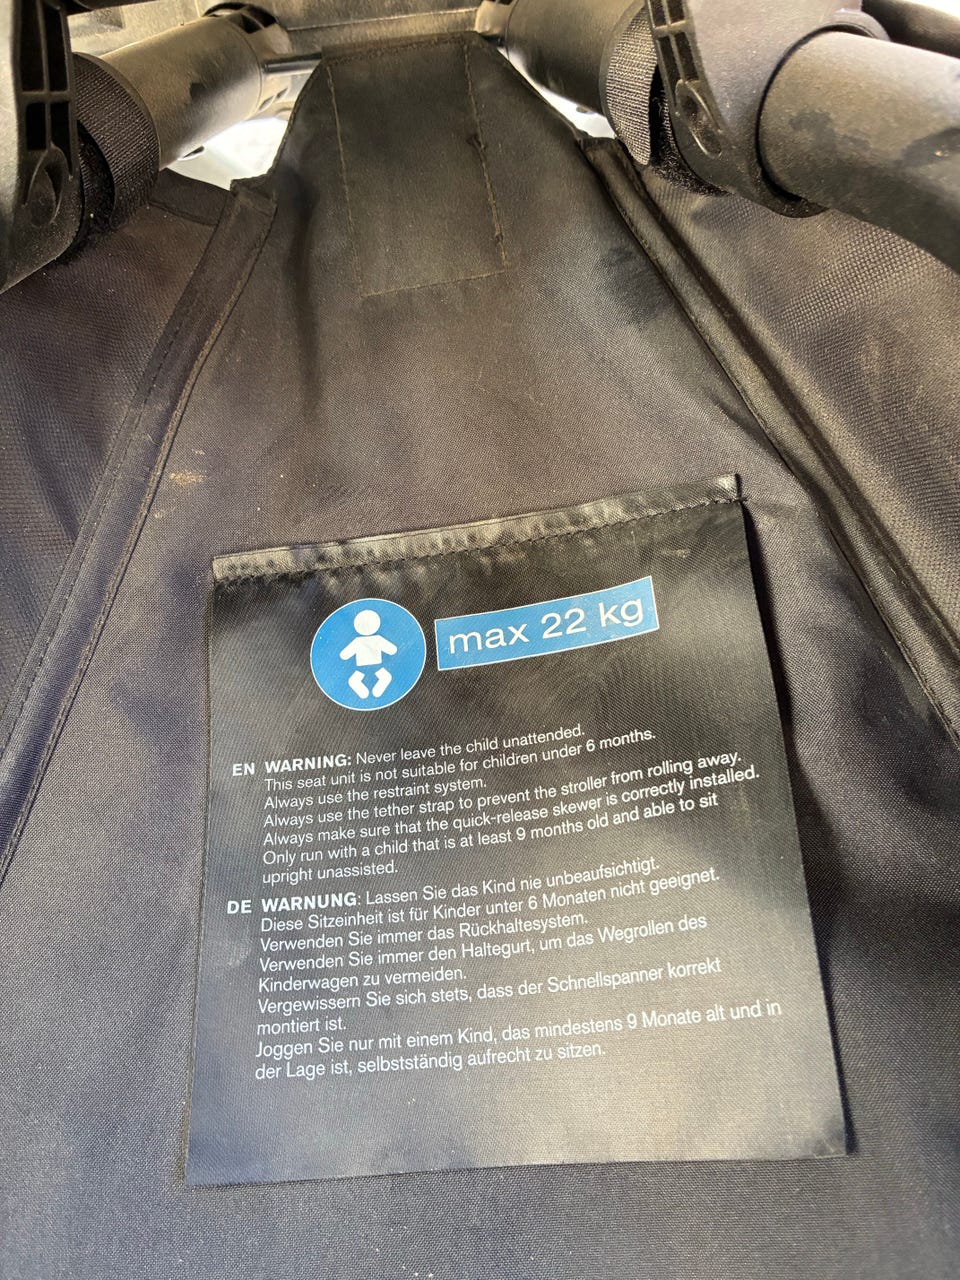 max 22 kg
EN WARNING: Never leave the child unattended.
This seat unit is not suitable for children under 6 months.
Always use the restraint system.
Always use the tether strap to prevent the stroller from rolling away.
Always make sure that the quick-release skewer is correctly installed.
Only run with a child that is at least 9 months old and able to sit
upright unassisted.
DE WARNUNG: Lassen Sie das Kind nie unbeaufsichtigt.
Diese Sitzeinheit ist für Kinder unter 6 Monaten nicht geeignet.
Verwenden Sie immer das Rückhaltesystem.
Verwenden Sie immer den Haltegurt, um das Wegrollen des
Kinderwagen zu vermeiden.
Vergewissern Sie sich stets, dass der Schnellspanner korrekt
montiert ist.
Joggen Sie nur mit einem Kind, das mindestens 9 Monate alt und in
der Lage ist, selbstständig aufrecht zu sitzen.